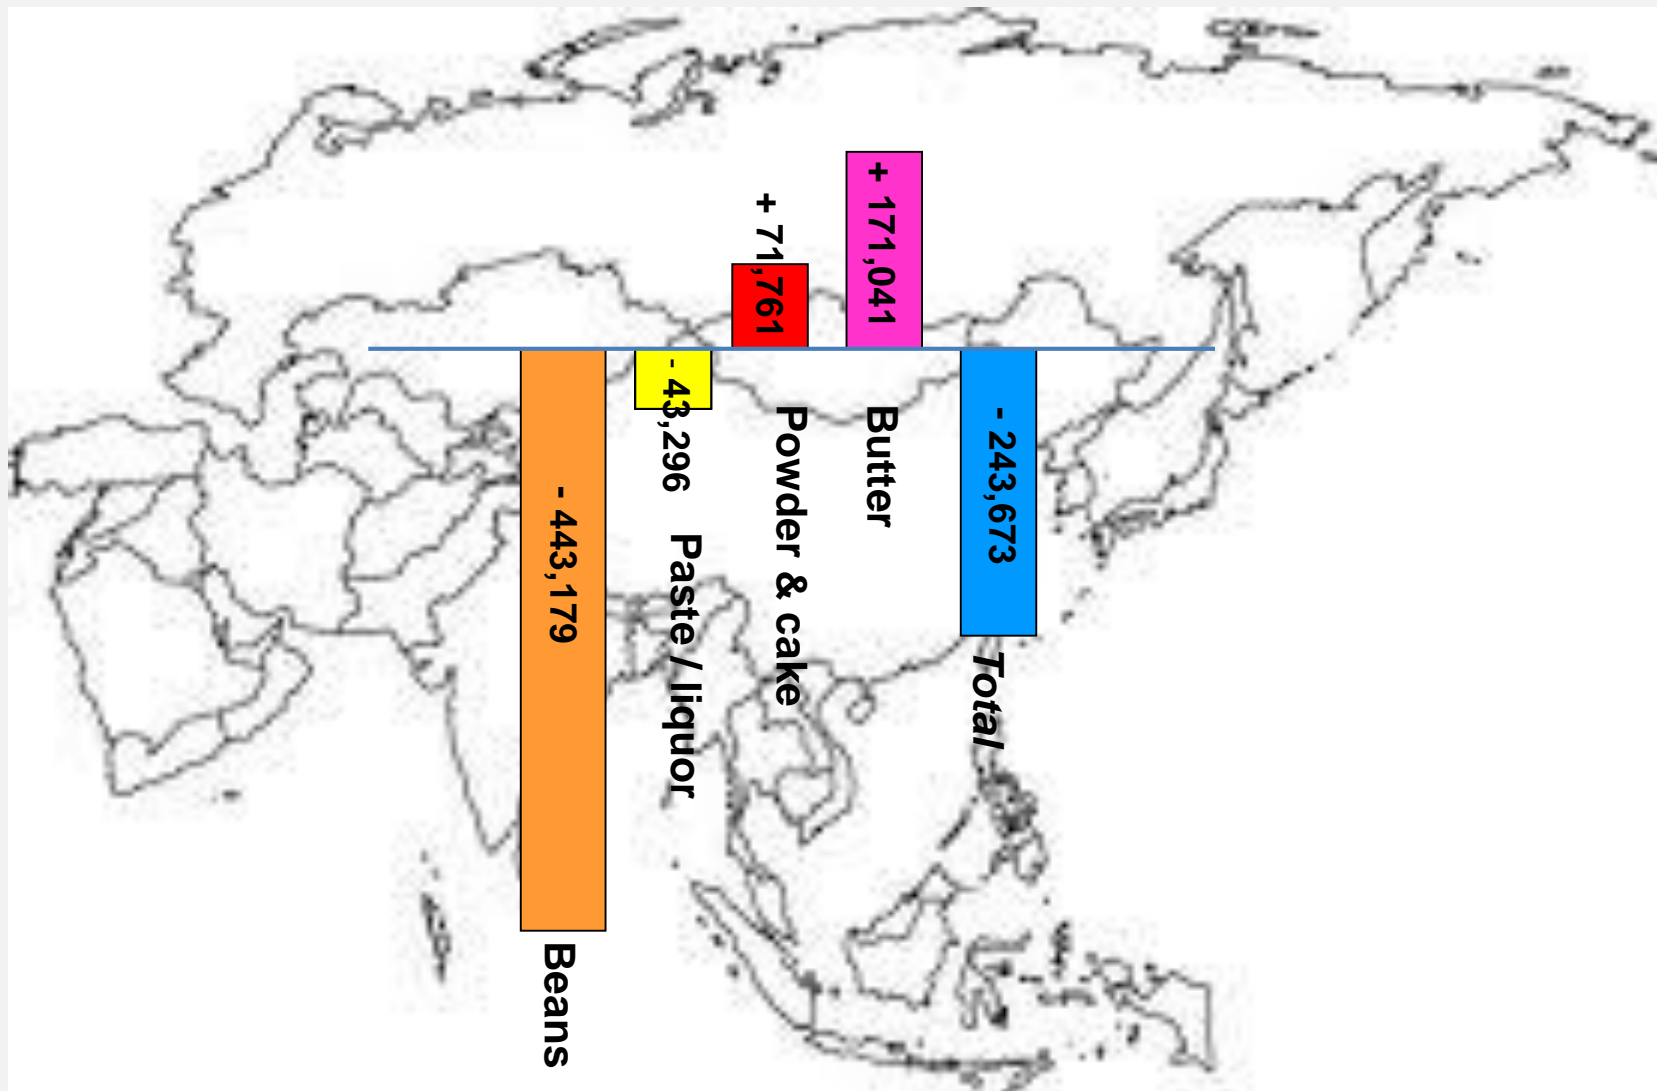 - 443,179
Beans
- 43,296
Paste / liquor
+ 71,761
Powder & cake
+ 171,041
Butter
- 243,673
Total